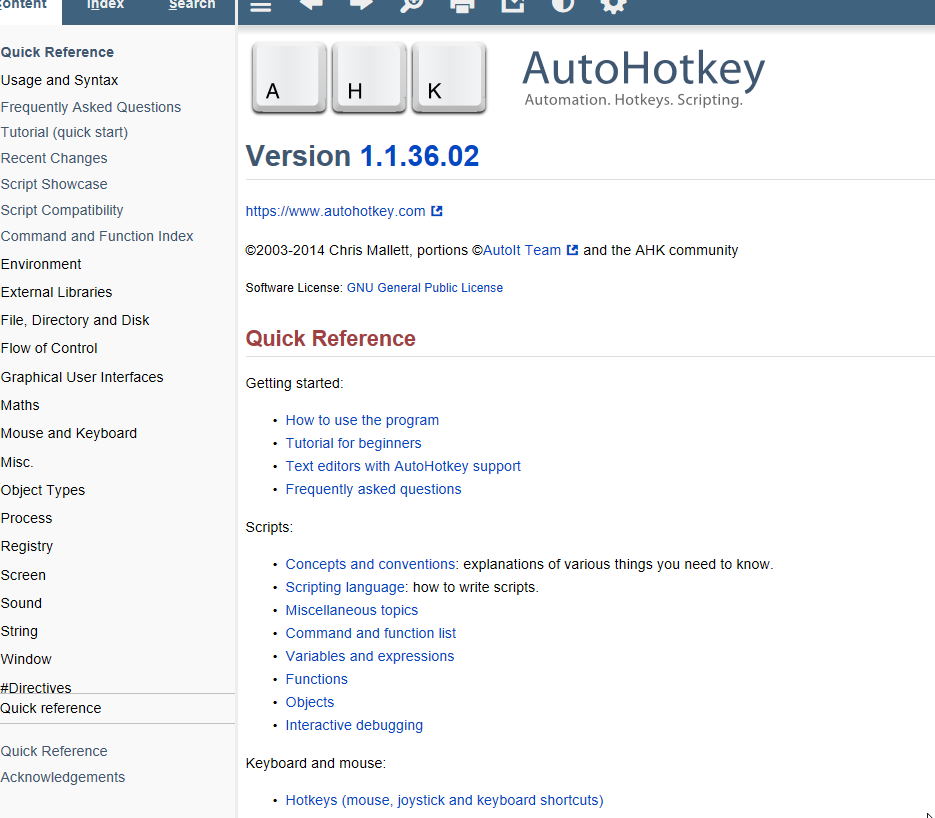 ontent Index Search
Quick Reference
Usage and Syntax
Frequently Asked Questions
Tutorial (quick start)
Recent Changes
Script Showcase
Script Compatibility
Command and Function Index
Environment
External Libraries
File, Directory and Disk
Flow of Control
Graphical User Interfaces
Maths
Mouse and Keyboard
Misc.
Object Types
Process
Registry
Screen
Sound
String
Window
#Directives
Quick reference
Quick Reference
Acknowledgements
A H K
AutoHotkey
Automation. Hotkeys. Scripting.
Version 1.1.36.02
https://www.autohotkey.com
©2003-2014 Chris Mallett, portions ©AutoIt Team and the AHK community
Software License: GNU General Public License
Quick Reference
Getting started:
• How to use the program
• Tutorial for beginners
• Text editors with AutoHotkey support
• Frequently asked questions
Scripts:
• Concepts and conventions: explanations of various things you need to know.
• Scripting language: how to write scripts.
• Miscellaneous topics
• Command and function list
• Variables and expressions
• Functions
• Objects
• Interactive debugging
Keyboard and mouse:
• Hotkeys (mouse, joystick and keyboard shortcuts)